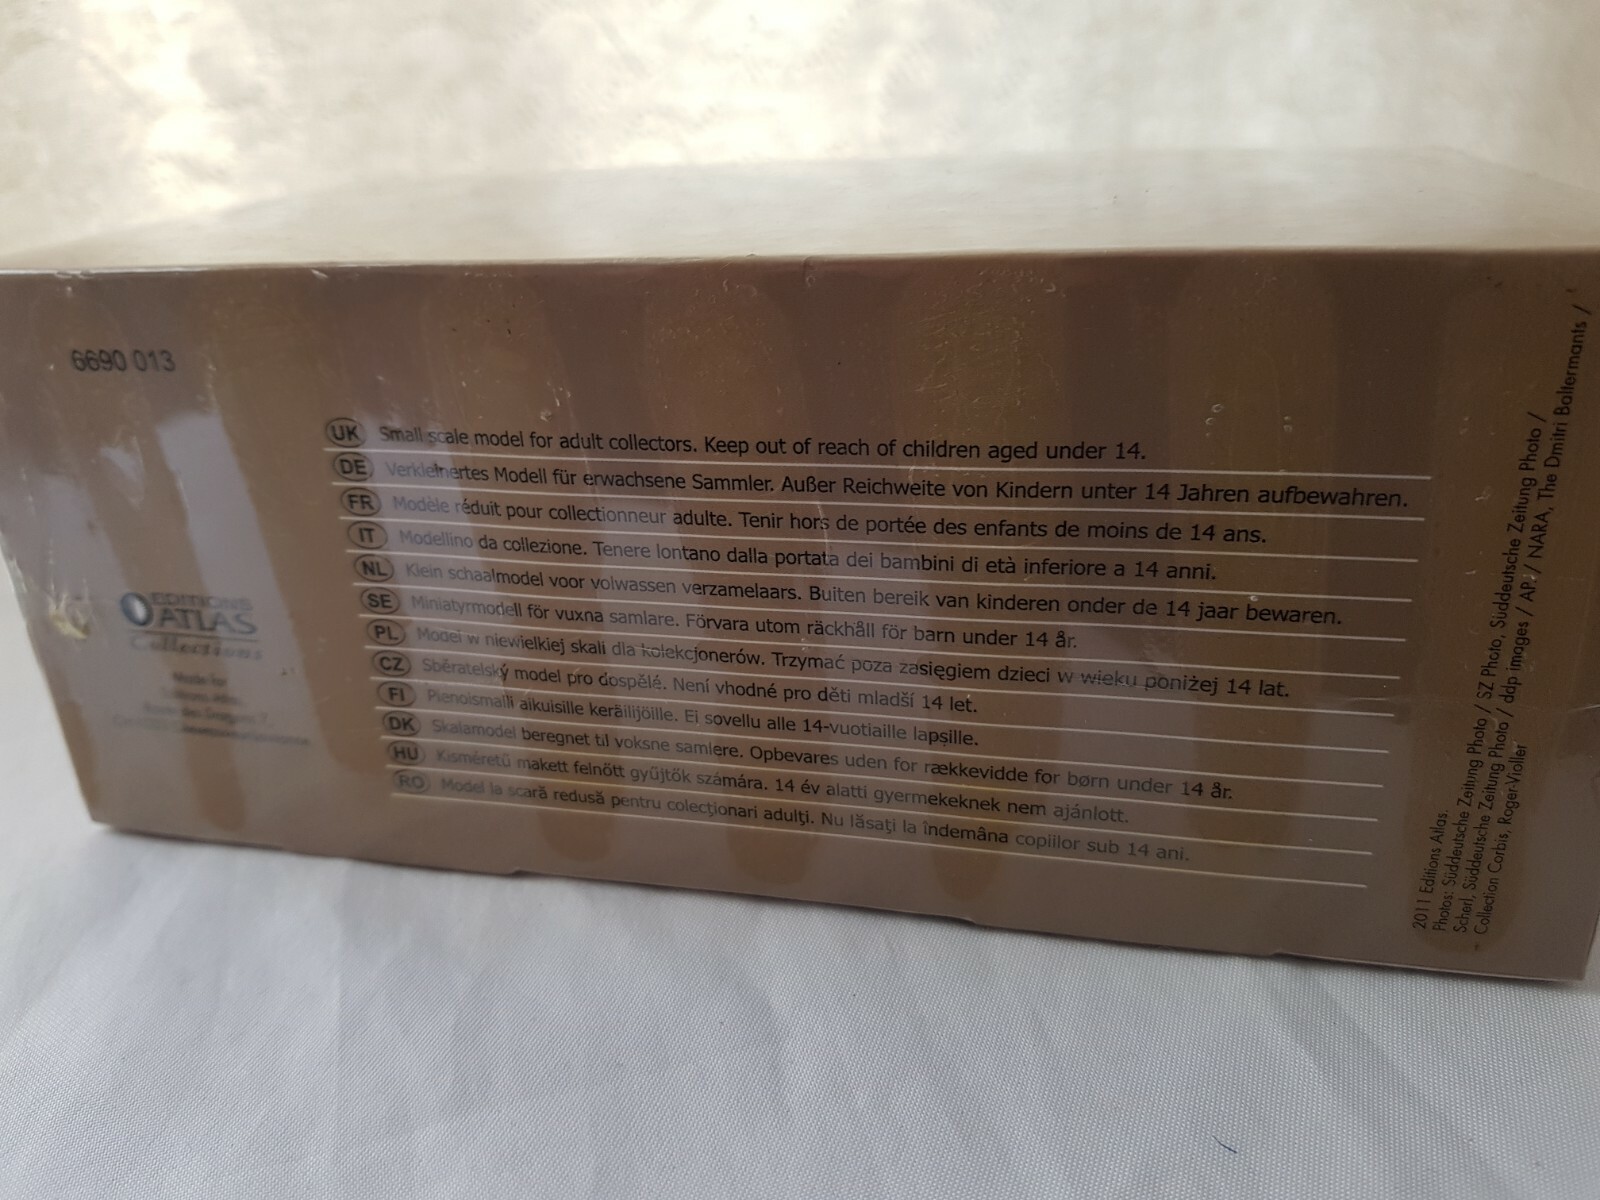 6690 013
UK Small scale model for adult collectors. Keep out of reach of children aged under 14.
DE Verkleinertes Modell für erwachsene Sammler. Außer Reichweite von Kindern unter 14 Jahren aufbewahren.
FR Modèle réduit pour collectionneur adulte. Tenir hors de portée des enfants de moins de 14 ans.
IT Modellino da collezione. Tenere lontano dalla portata dei bambini di età inferiore a 14 anni.
NL Klein schaalmodel voor volwassen verzamelaars. Buiten bereik van kinderen onder de 14 jaar bewaren.
SE Miniatyrmodell för vuxna samlare. Förvara utom räckhåll för barn under 14 år.
PL Model w niewielkiej skali dla kolekcjonerów. Trzymać poza zasięgiem dzieci w wieku poniżej 14 lat.
CZ Sběratelský model pro dospělé. Není vhodné pro děti mladší 14 let.
FI Pienoismalli aikuisille keräilijöille. Ei sovellu alle 14-vuotiaille lapsille.
DK Skalamodel beregnet til voksne samlere. Opbevares uden for rækkevidde for børn under 14 år.
HU Kisméretű makett felnőtt gyűjtők számára. 14 év alatti gyermekeknek nem ajánlott.
RO Model la scară redusă pentru colecţionari adulţi. Nu lăsaţi la îndemâna copiilor sub 14 ani.
EDITIONS
ATLAS
Collections
Made for
Editions Atlas,
2011 Editions Atlas.
Photos: Süddeutsche Zeitung Photo / SZ Photo, Süddeutsche Zeitung Photo /
Scherl, Süddeutsche Zeitung Photo / ddp images / AP / NARA, The Dmitri Baltermants /
Collection Corbis, Roger-Viollet